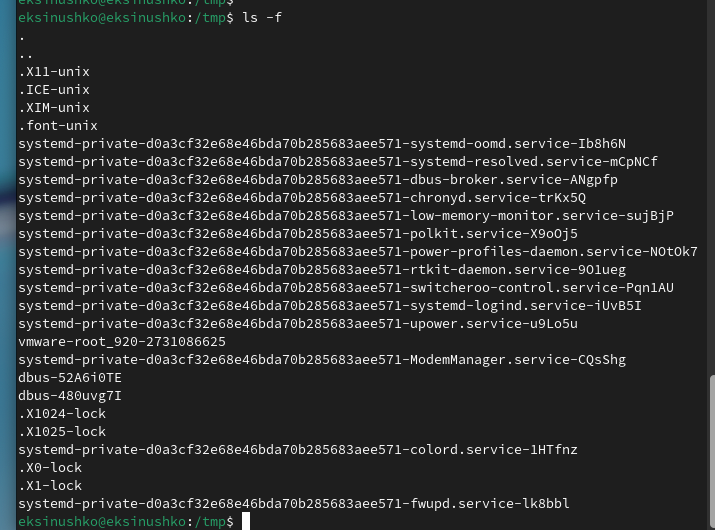 eksinushko@eksinushko:/tmp$
eksinushko@eksinushko:/tmp$ ls -f
.
..
.X11-unix
.ICE-unix
.XIM-unix
.font-unix
systemd-private-d0a3cf32e68e46bda70b285683aee571-systemd-oomd.service-Ib8h6N
systemd-private-d0a3cf32e68e46bda70b285683aee571-systemd-resolved.service-mCpNCf
systemd-private-d0a3cf32e68e46bda70b285683aee571-dbus-broker.service-ANgpfp
systemd-private-d0a3cf32e68e46bda70b285683aee571-chronyd.service-trKx5Q
systemd-private-d0a3cf32e68e46bda70b285683aee571-low-memory-monitor.service-sujBjP
systemd-private-d0a3cf32e68e46bda70b285683aee571-polkit.service-X9oOj5
systemd-private-d0a3cf32e68e46bda70b285683aee571-power-profiles-daemon.service-NOtOk7
systemd-private-d0a3cf32e68e46bda70b285683aee571-rtkit-daemon.service-9O1ueg
systemd-private-d0a3cf32e68e46bda70b285683aee571-switcheroo-control.service-Pqn1AU
systemd-private-d0a3cf32e68e46bda70b285683aee571-systemd-logind.service-iUvB5I
systemd-private-d0a3cf32e68e46bda70b285683aee571-upower.service-u9Lo5u
vmware-root_920-2731086625
systemd-private-d0a3cf32e68e46bda70b285683aee571-ModemManager.service-CQsShg
dbus-52A6i0TE
dbus-480uvg7I
.X1024-lock
.X1025-lock
systemd-private-d0a3cf32e68e46bda70b285683aee571-colord.service-1HTfnz
.X0-lock
.X1-lock
systemd-private-d0a3cf32e68e46bda70b285683aee571-fwupd.service-lk8bbl
eksinushko@eksinushko:/tmp$